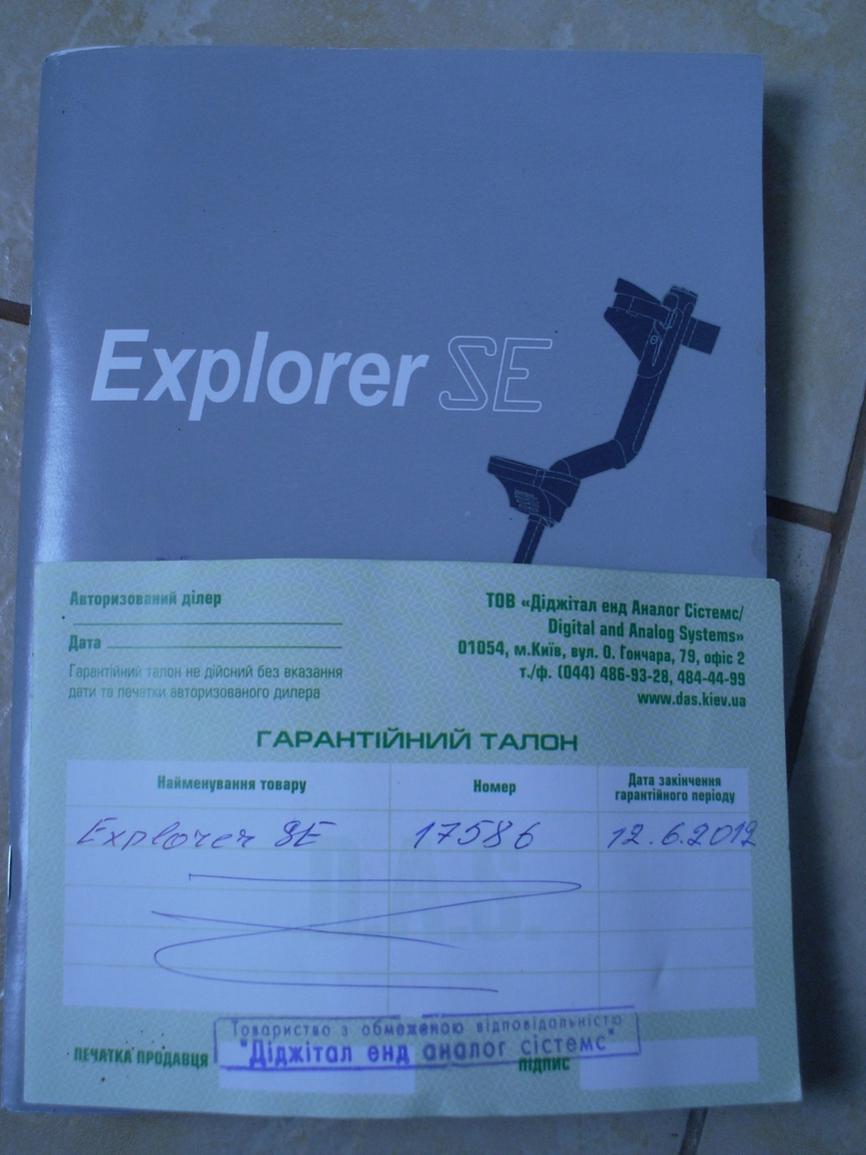 Explorer SE
Авторизований ділер
Дата
Гарантійний талон не дійсний без вказання
дати та печатки авторизованого дилера
ТОВ «Діджітал енд Аналог Сістемс/
Digital and Analog Systems»
01054, м.Київ, вул. О. Гончара, 79, офіс 2
т./ф. (044) 486-93-28, 484-44-99
www.das.kiev.ua
ГАРАНТІЙНИЙ ТАЛОН
Найменування товару Номер Дата закінчення
гарантійного періоду
Explorer SE 17586 12.6.2012
D.A.S.
Товариство з обмеженою відповідальністю
"Діджітал енд аналог сістемс"
ПЕЧАТКА ПРОДАВЦЯ ПІДПИС